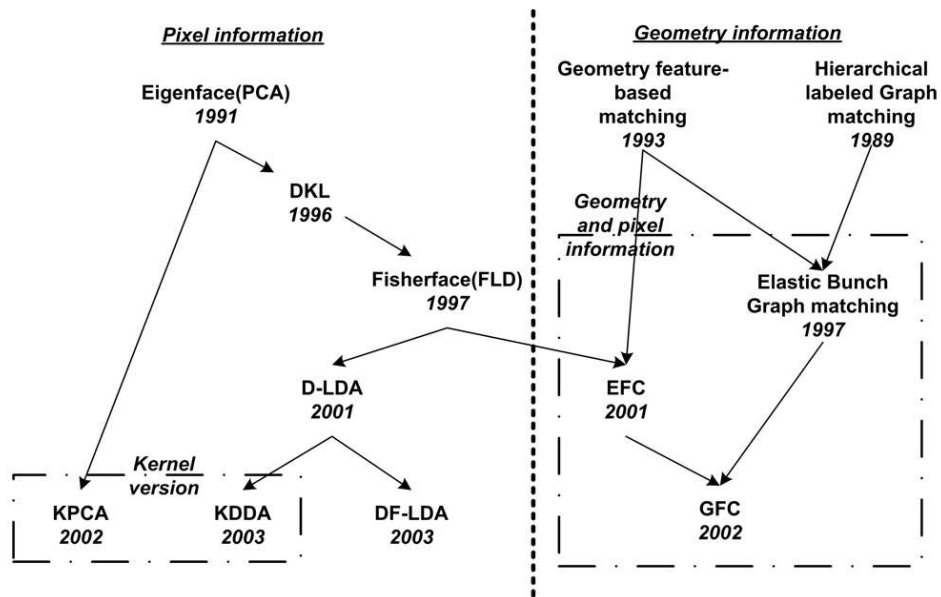 Pixel information
Geometry information
Eigenface(PCA)
1991
Geometry feature-
based
matching
1993
Hierarchical
labeled Graph
matching
1989
DKL
1996
Geometry
and pixel
information
Fisherface(FLD)
1997
Elastic Bunch
Graph matching
1997
D-LDA
2001
EFC
2001
Kernel
version
KPCA
2002
KDDA
2003
DF-LDA
2003
GFC
2002